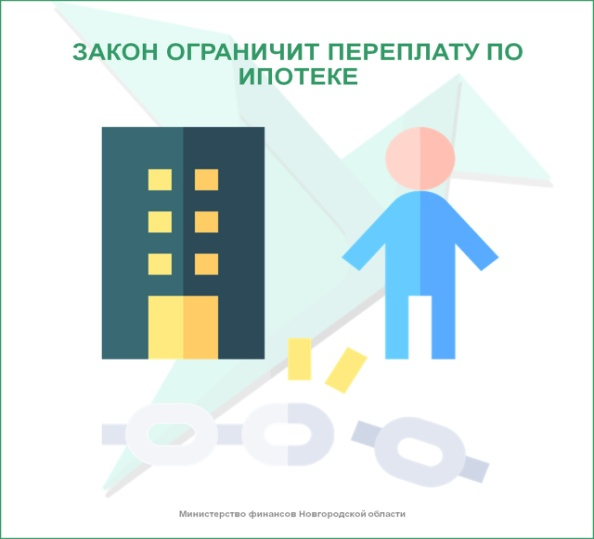 ЗАКОН ОГРАНИЧИТ ПЕРЕПЛАТУ ПО
ИПОТЕКЕ
Министерство финансов Новгородской области